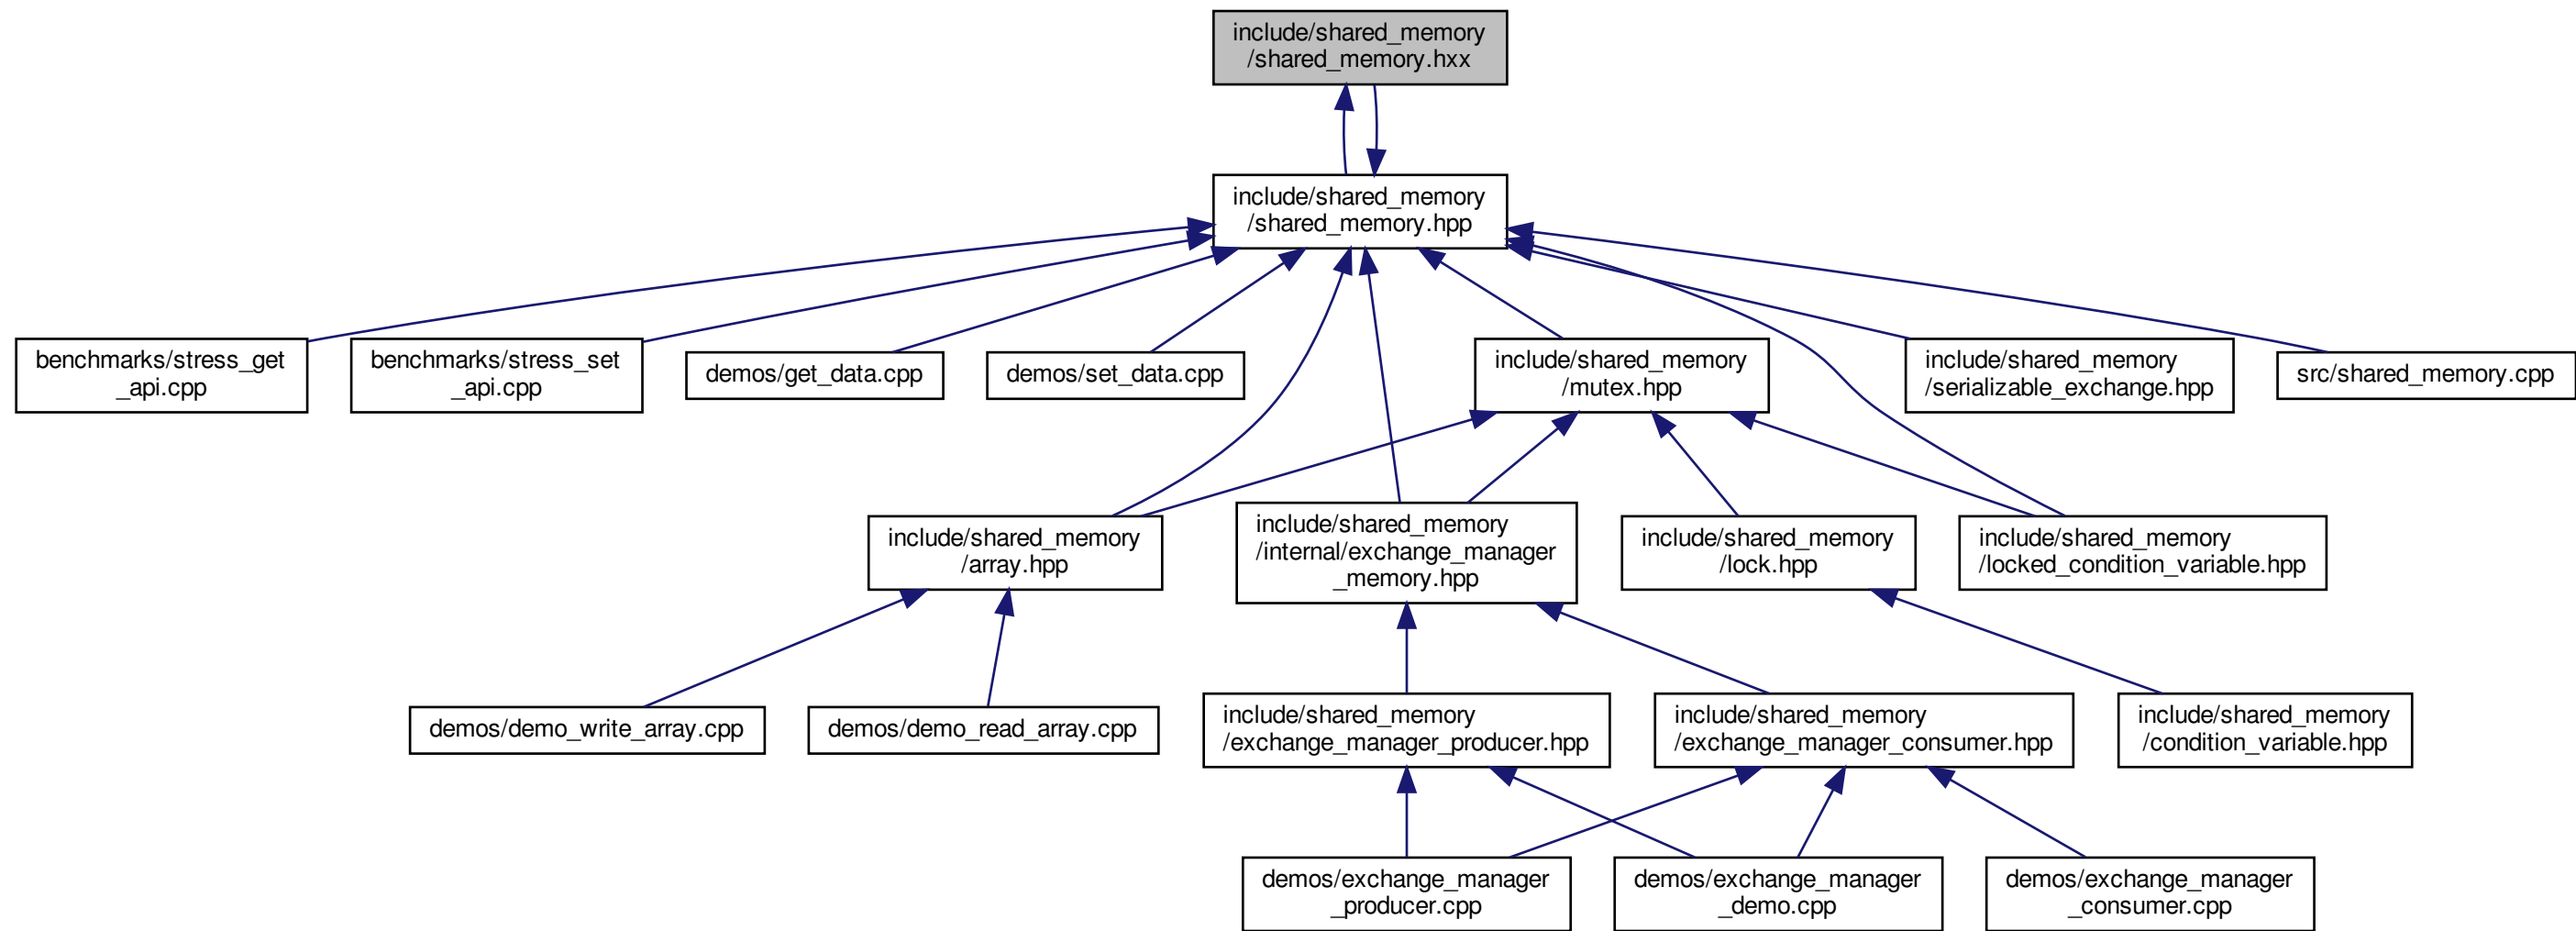 include/shared_memory
/shared_memory.hxx
include/shared_memory
/shared_memory.hpp
benchmarks/stress_get
_api.cpp
benchmarks/stress_set
_api.cpp
demos/get_data.cpp
demos/set_data.cpp
include/shared_memory
/mutex.hpp
include/shared_memory
/serializable_exchange.hpp
src/shared_memory.cpp
include/shared_memory
/array.hpp
include/shared_memory
/internal/exchange_manager
_memory.hpp
include/shared_memory
/lock.hpp
include/shared_memory
/locked_condition_variable.hpp
demos/demo_write_array.cpp
demos/demo_read_array.cpp
include/shared_memory
/exchange_manager_producer.hpp
include/shared_memory
/exchange_manager_consumer.hpp
include/shared_memory
/condition_variable.hpp
demos/exchange_manager
_producer.cpp
demos/exchange_manager
_demo.cpp
demos/exchange_manager
_consumer.cpp